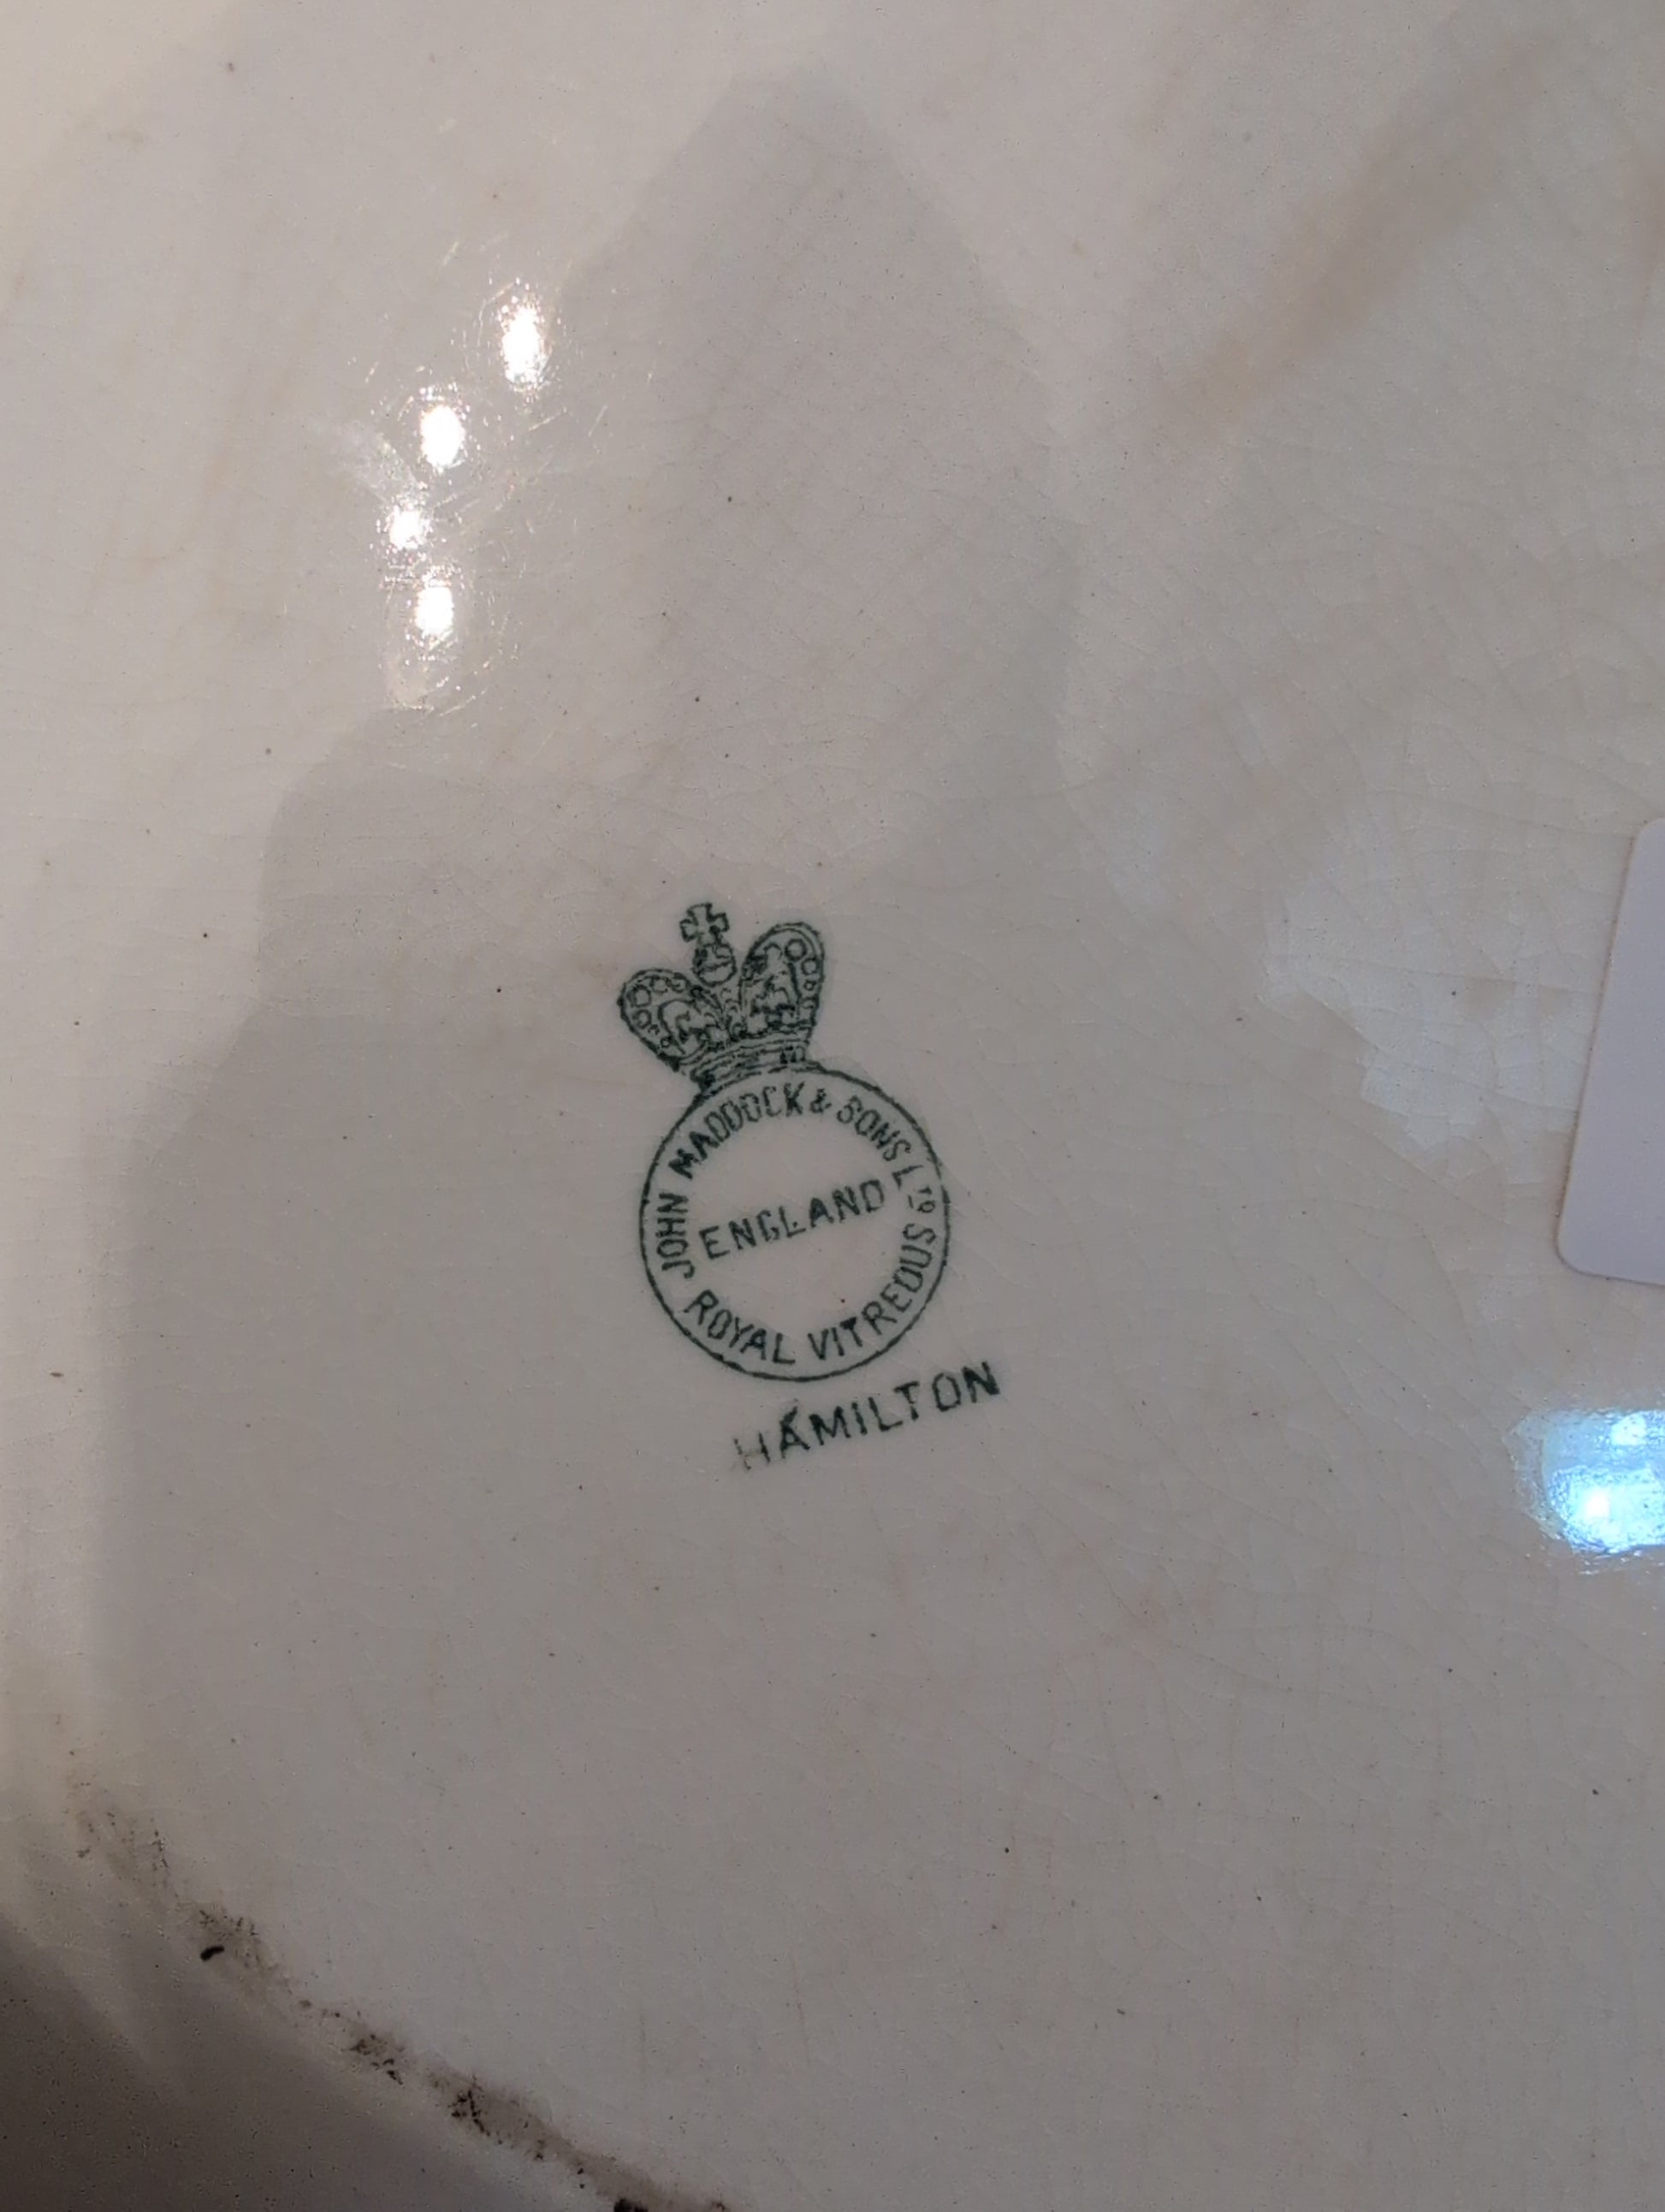 JOHN MADDOCK & SONS LTD
ENGLAND
ROYAL VITREOUS
HAMILTON